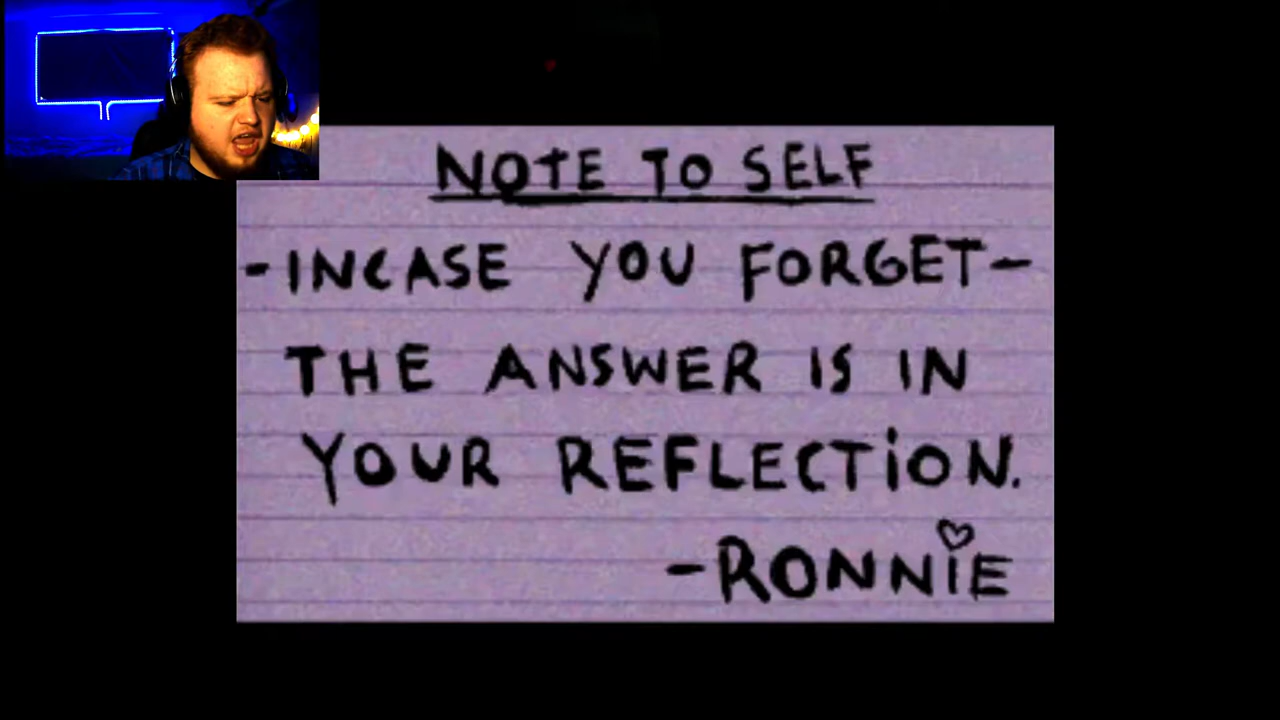 NOTE TO SELF
-INCASE YOU FORGET-
THE ANSWER IS IN
YOUR REFLECTION.
-RONNIE